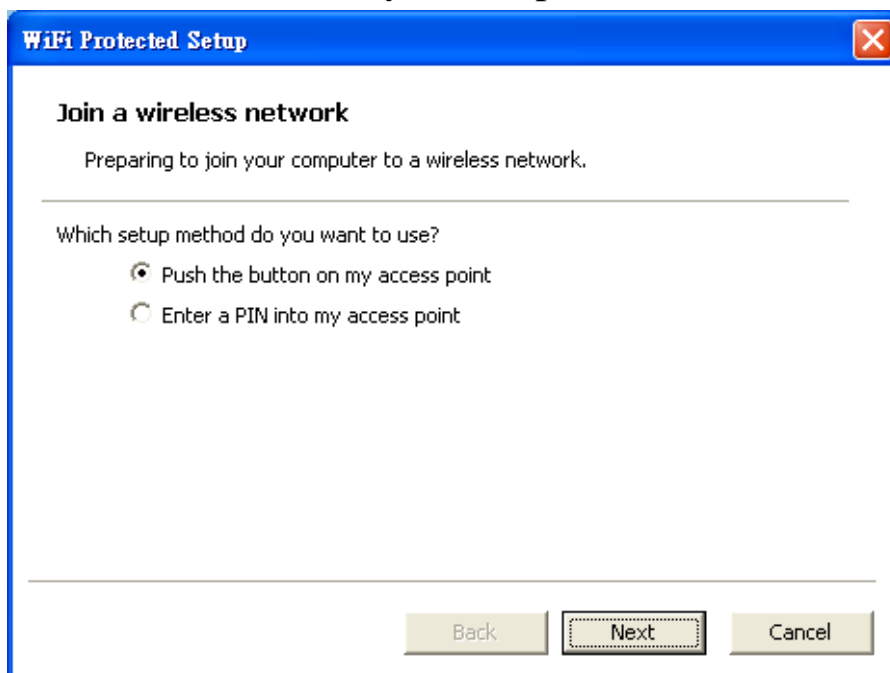 WiFi Protected Setup
Join a wireless network
Preparing to join your computer to a wireless network.
Which setup method do you want to use?
Push the button on my access point
Enter a PIN into my access point
Back Next Cancel